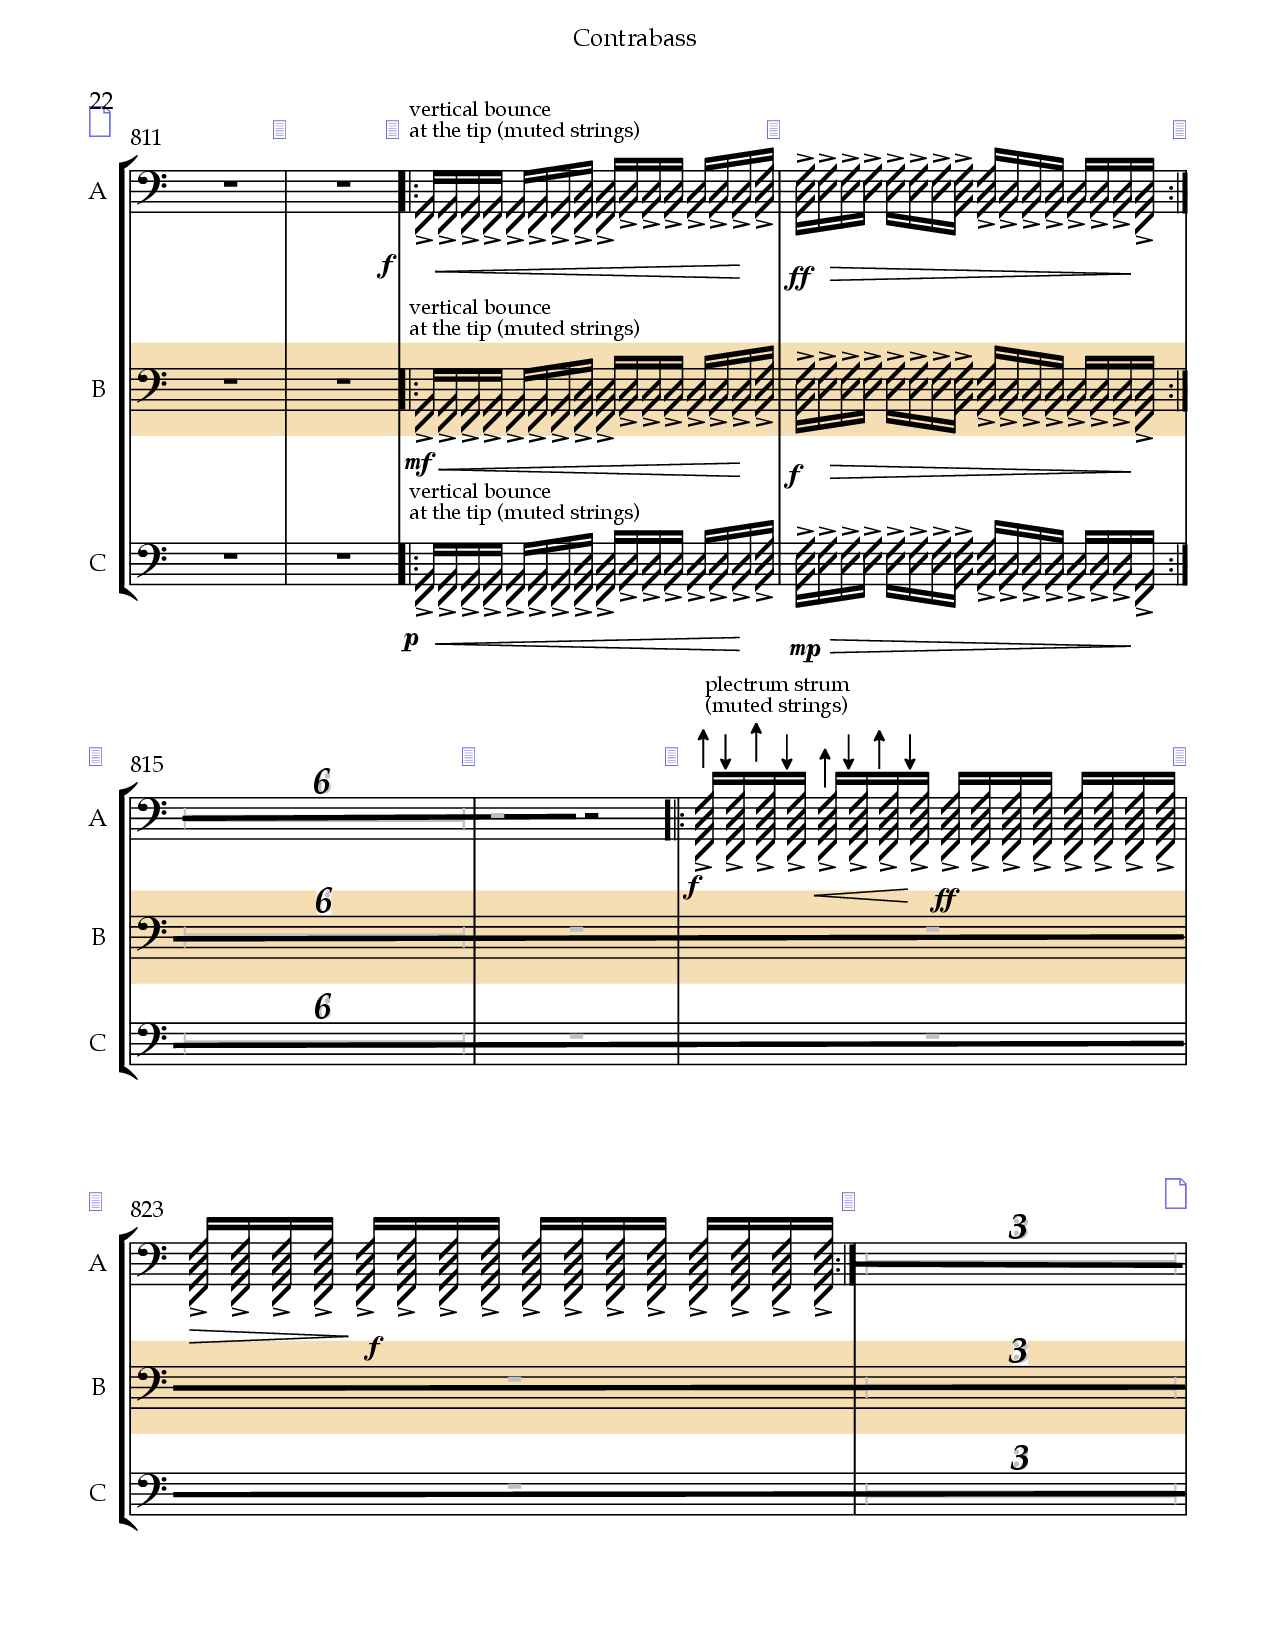 Contrabass
22
811
vertical bounce
at the tip (muted strings)
A
f
ff
vertical bounce
at the tip (muted strings)
B
mf
f
vertical bounce
at the tip (muted strings)
C
p
mp
plectrum strum
(muted strings)
815
6
A
f
ff
6
B
6
C
823
3
A
f
3
B
3
C